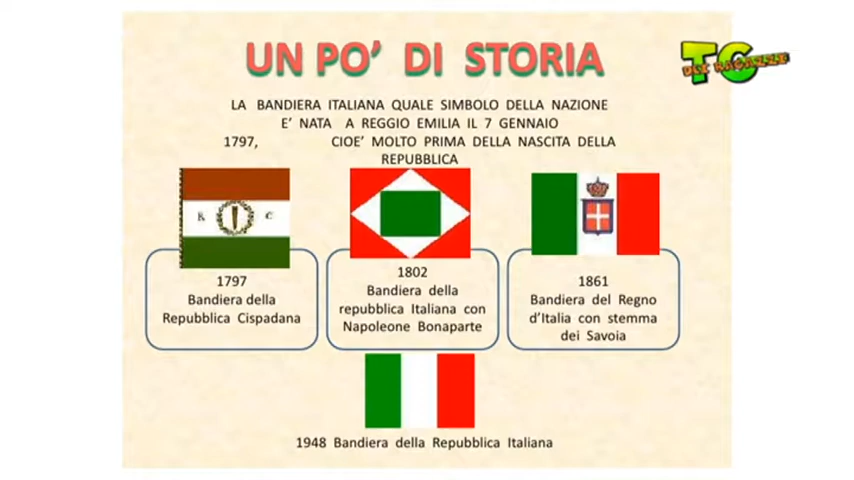 UN PO' DI STORIA
TG
DEI RAGAZZI
LA BANDIERA ITALIANA QUALE SIMBOLO DELLA NAZIONE
E' NATA A REGGIO EMILIA IL 7 GENNAIO
1797, CIOE' MOLTO PRIMA DELLA NASCITA DELLA
REPUBBLICA
R C
1797
Bandiera della
Repubblica Cispadana
1802
Bandiera della
repubblica Italiana con
Napoleone Bonaparte
1861
Bandiera del Regno
d'Italia con stemma
dei Savoia
1948 Bandiera della Repubblica Italiana